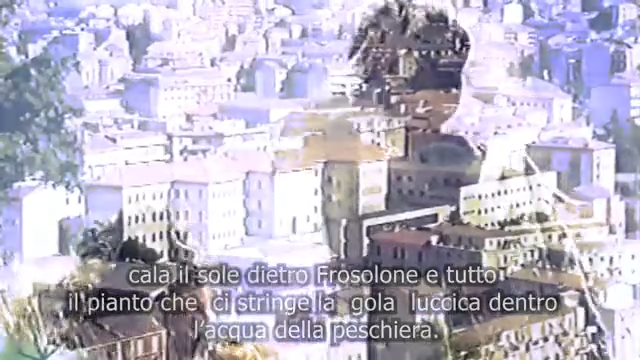 cala il sole dietro Frosolone e tutto
il pianto che ci stringe la gola luccica dentro
l'acqua della peschiera.